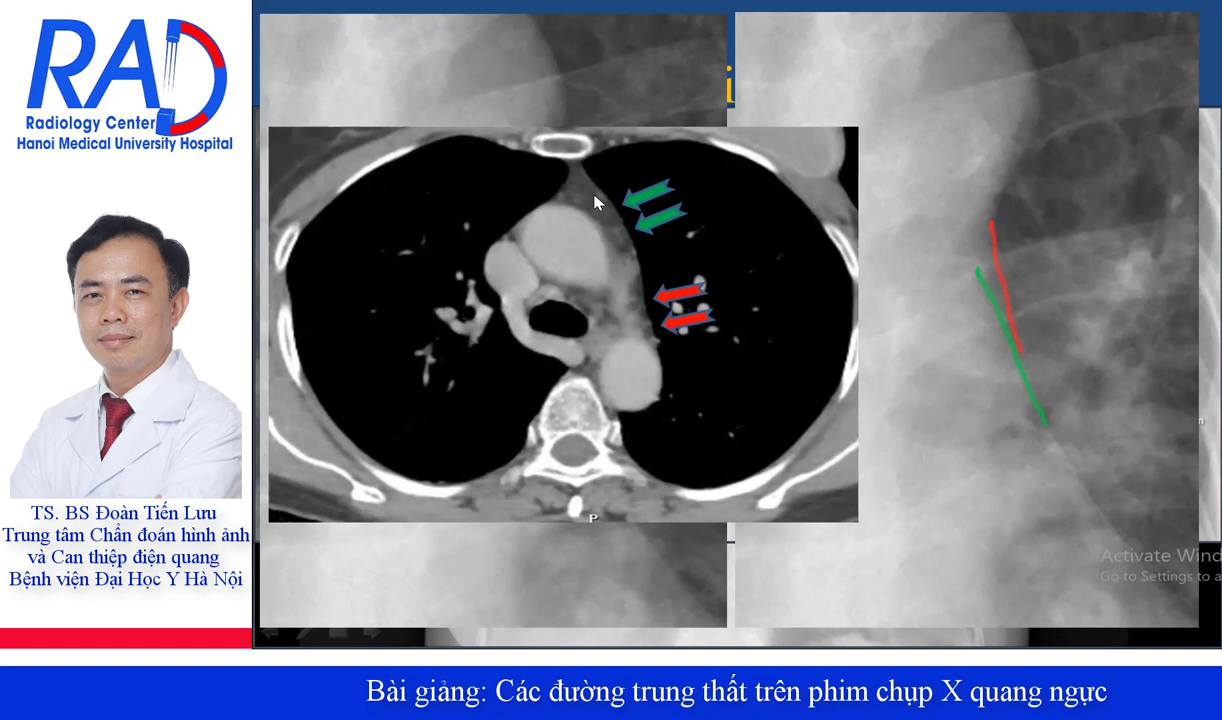 RAD
Radiology Center
Hanoi Medical University Hospital
TS. BS Đoàn Tiến Lưu
Trung tâm Chẩn đoán hình ảnh
và Can thiệp điện quang
Bệnh viện Đại Học Y Hà Nội
P
Activate Wind
Go to Settings to a
Bài giảng: Các đường trung thất trên phim chụp X quang ngực